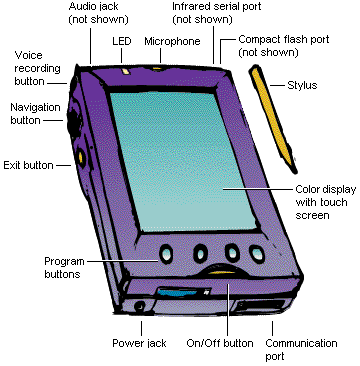 Audio jack
(not shown)
LED
Microphone
Infrared serial port
(not shown)
Compact flash port
(not shown)
Voice
recording
button
Stylus
Navigation
button
Exit button
Color display
with touch
screen
Program
buttons
Power jack
On/Off button
Communication
port